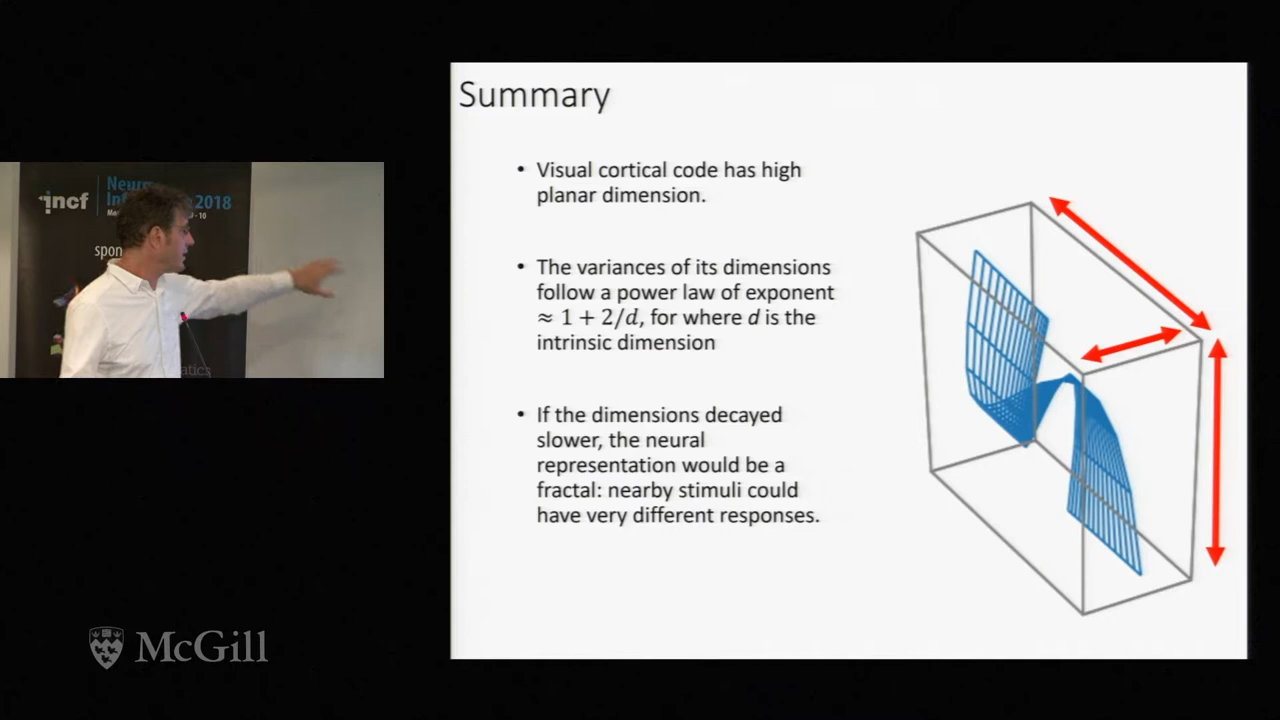 Summary
• Visual cortical code has high
planar dimension.
• The variances of its dimensions
follow a power law of exponent
≈ 1 + 2/d, for where d is the
intrinsic dimension
• If the dimensions decayed
slower, the neural
representation would be a
fractal: nearby stimuli could
have very different responses.
incf
2018
spon
atics
McGill